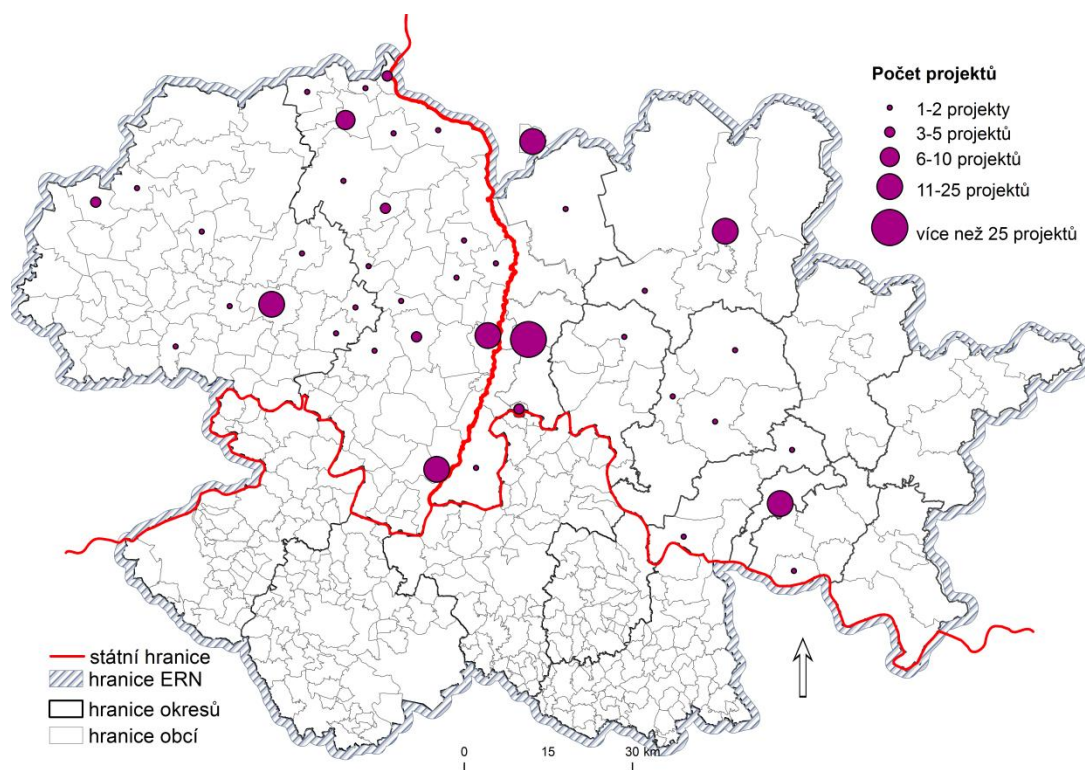 Počet projektů
1-2 projekty
3-5 projektů
6-10 projektů
11-25 projektů
více než 25 projektů
státní hranice
hranice ERN
hranice okresů
hranice obcí
0 15 30 km